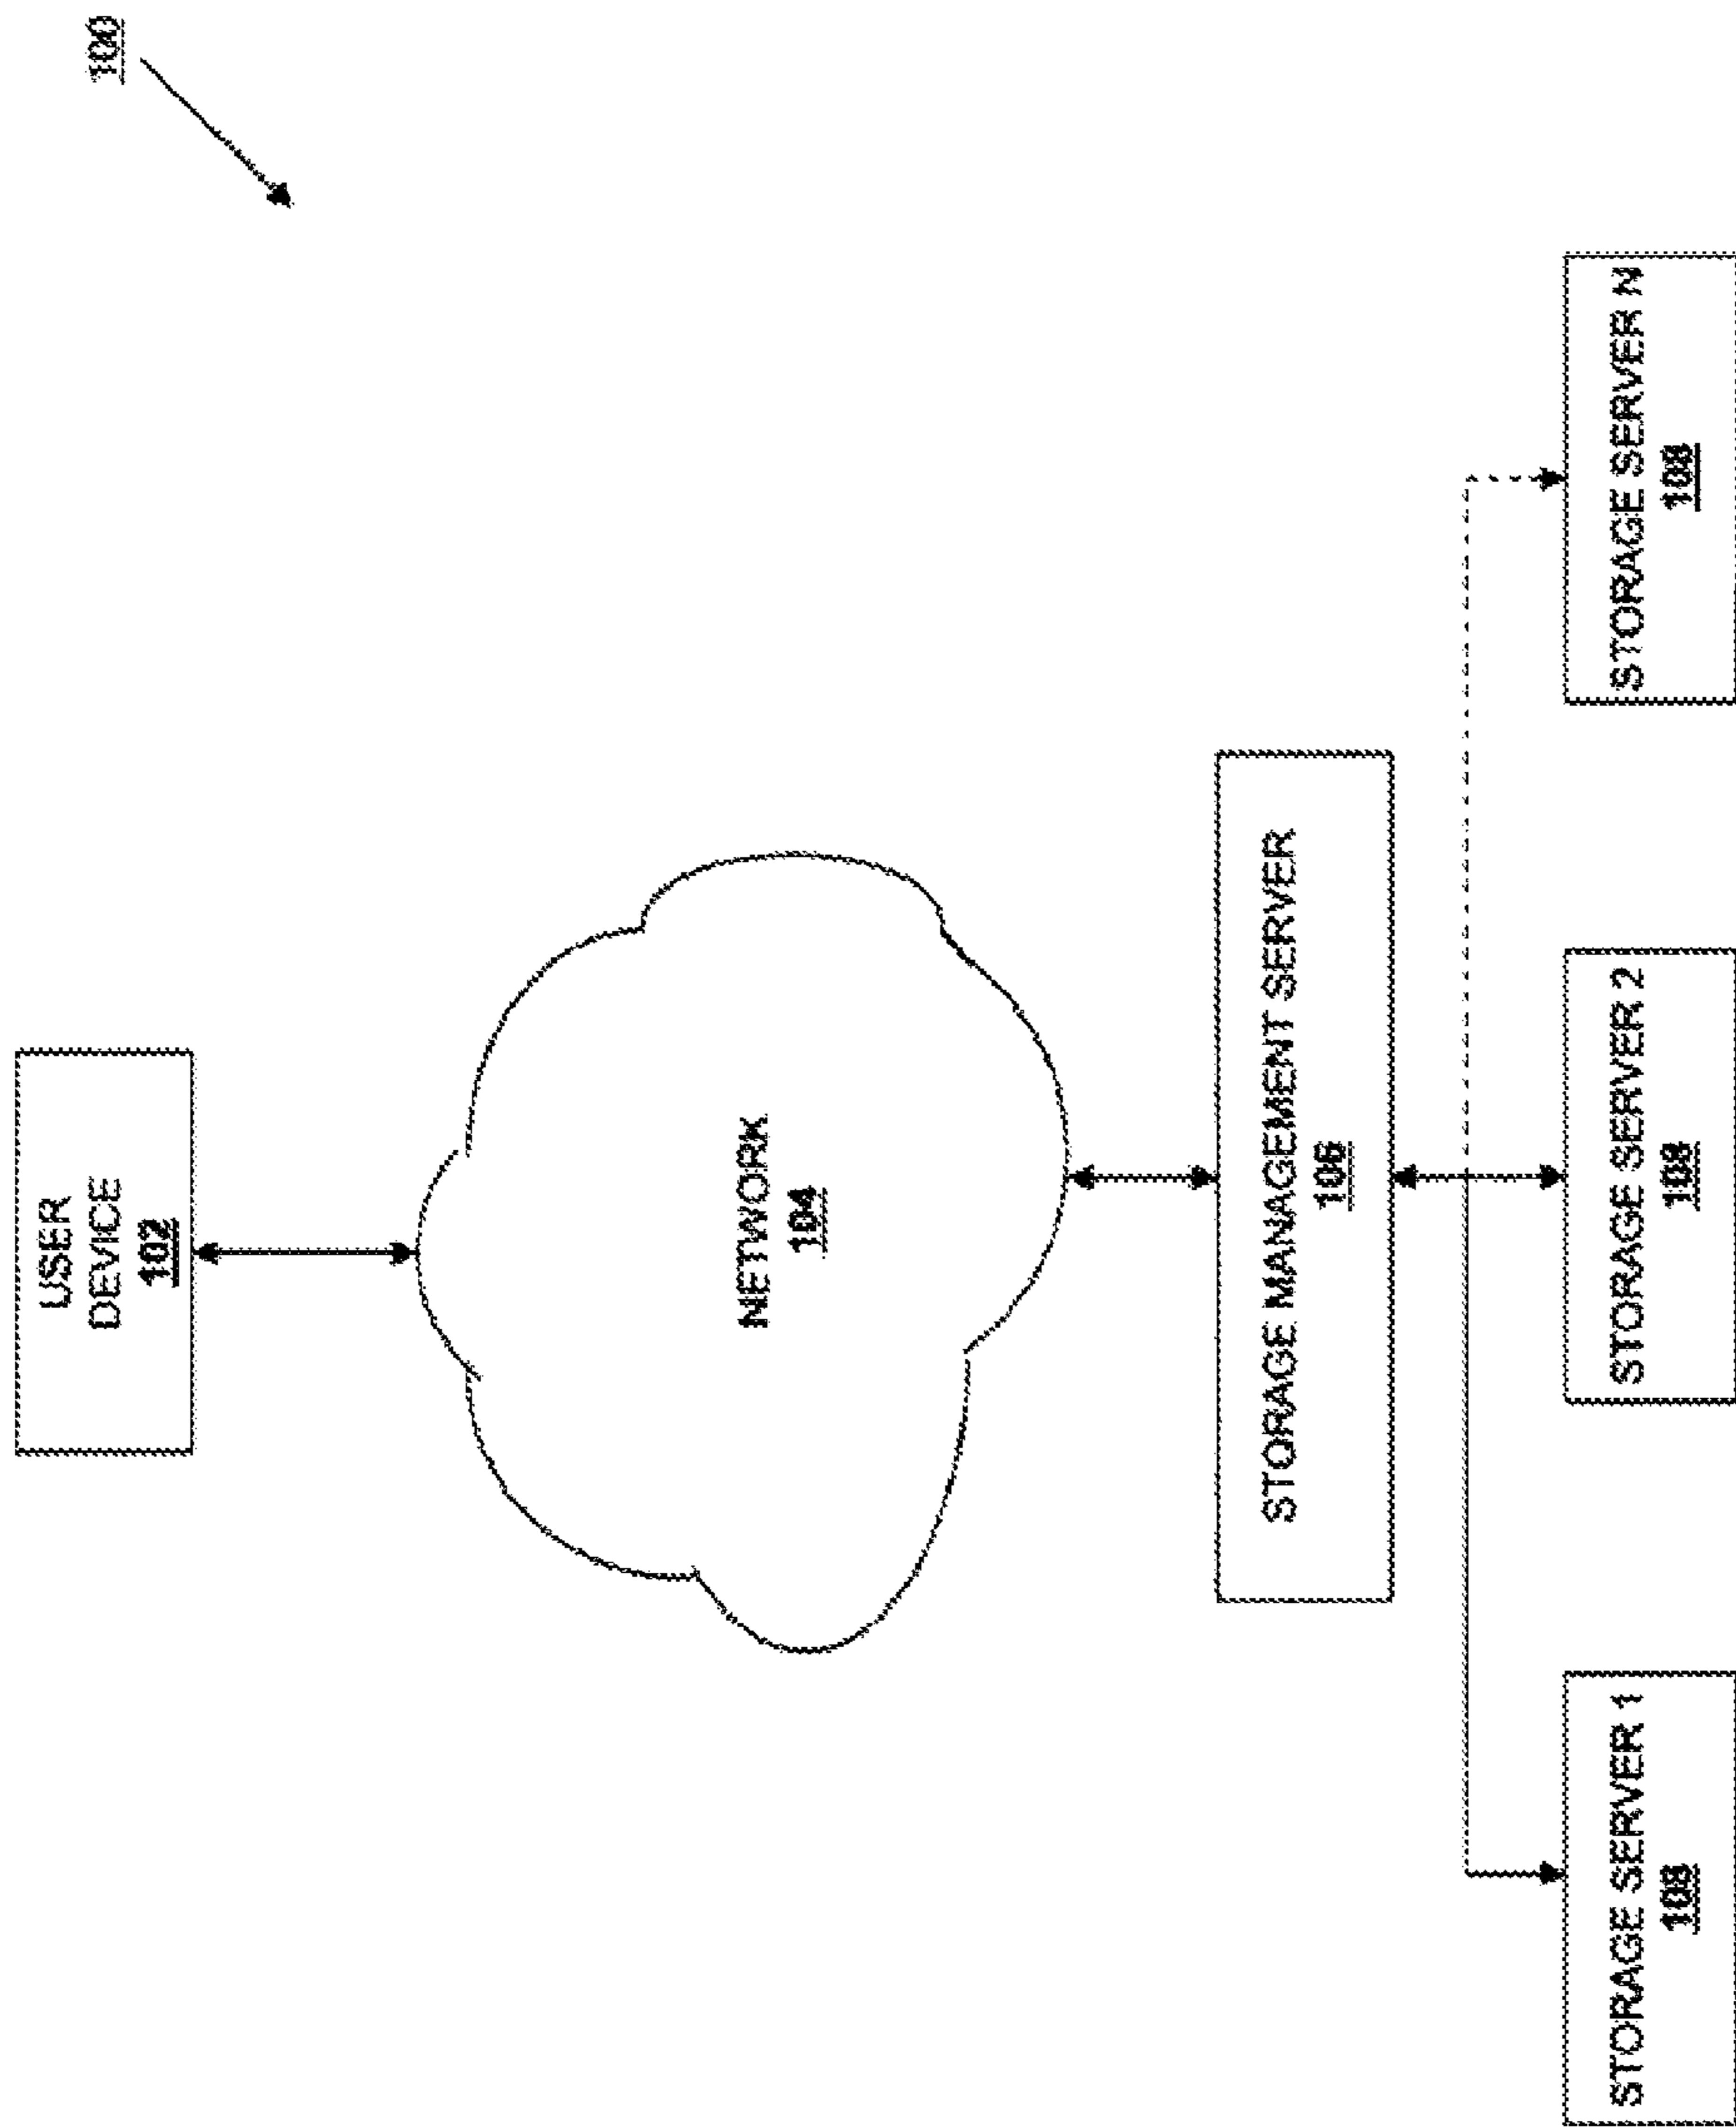 100
USER
DEVICE
102
NETWORK
104
STORAGE MANAGEMENT SERVER
106
STORAGE SERVER 1
108
STORAGE SERVER 2
108
STORAGE SERVER N
108